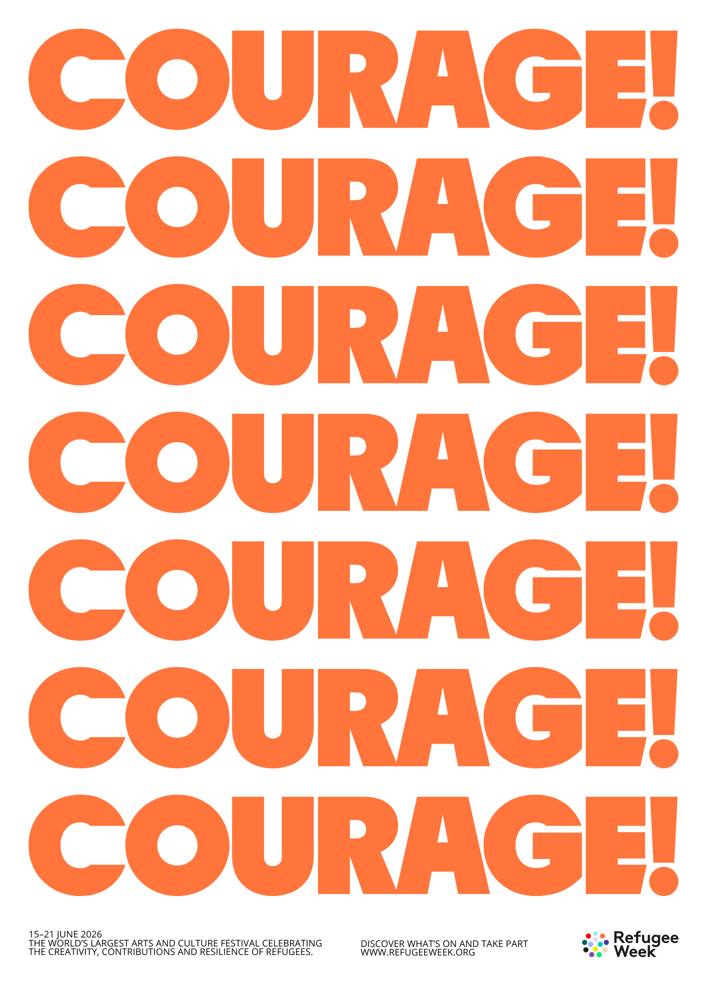 COURAGE!
COURAGE!
COURAGE!
COURAGE!
COURAGE!
COURAGE!
COURAGE!
15–21 JUNE 2026
THE WORLD’S LARGEST ARTS AND CULTURE FESTIVAL CELEBRATING
THE CREATIVITY, CONTRIBUTIONS AND RESILIENCE OF REFUGEES.
DISCOVER WHAT’S ON AND TAKE PART
WWW.REFUGEEWEEK.ORG
Refugee
Week